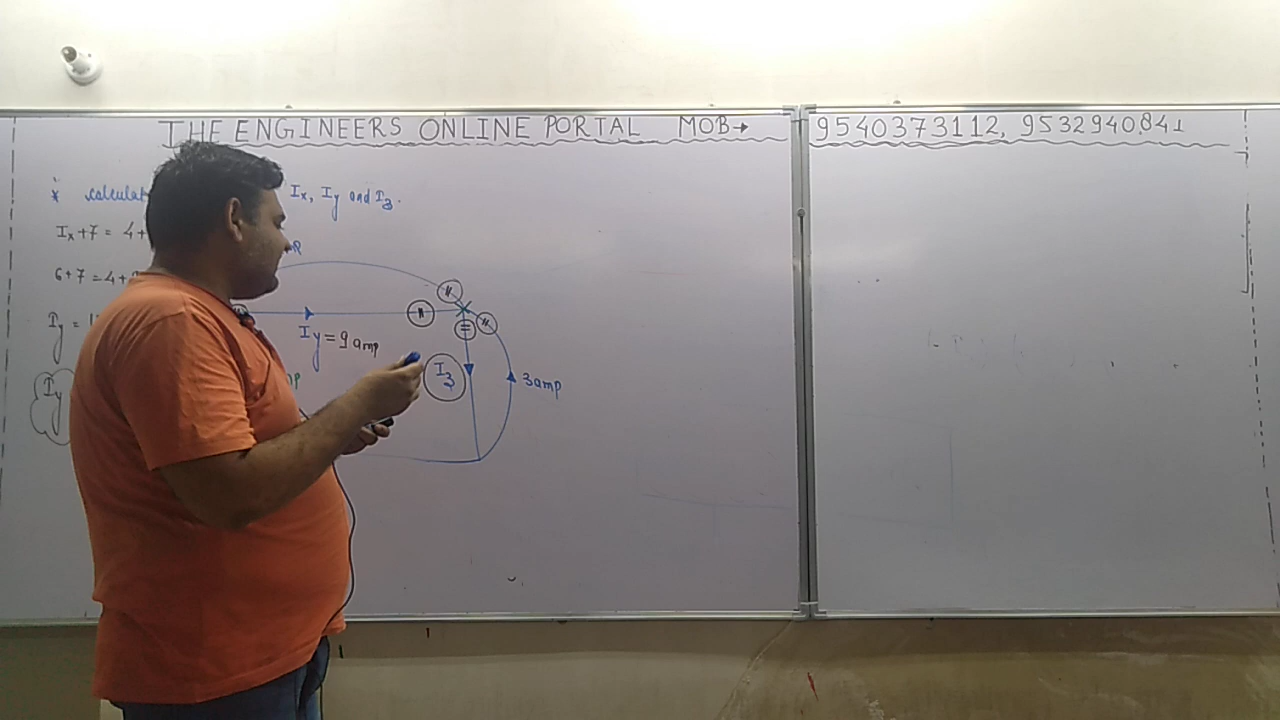 THE ENGINEERS ONLINE PORTAL MOB→ 9540373112, 9532940841
* calculat Ix, Iy and I3.
Ix+7 = 4+
6+7=4+
Iy =
Iy = 9 amp
Iy
I3
3amp